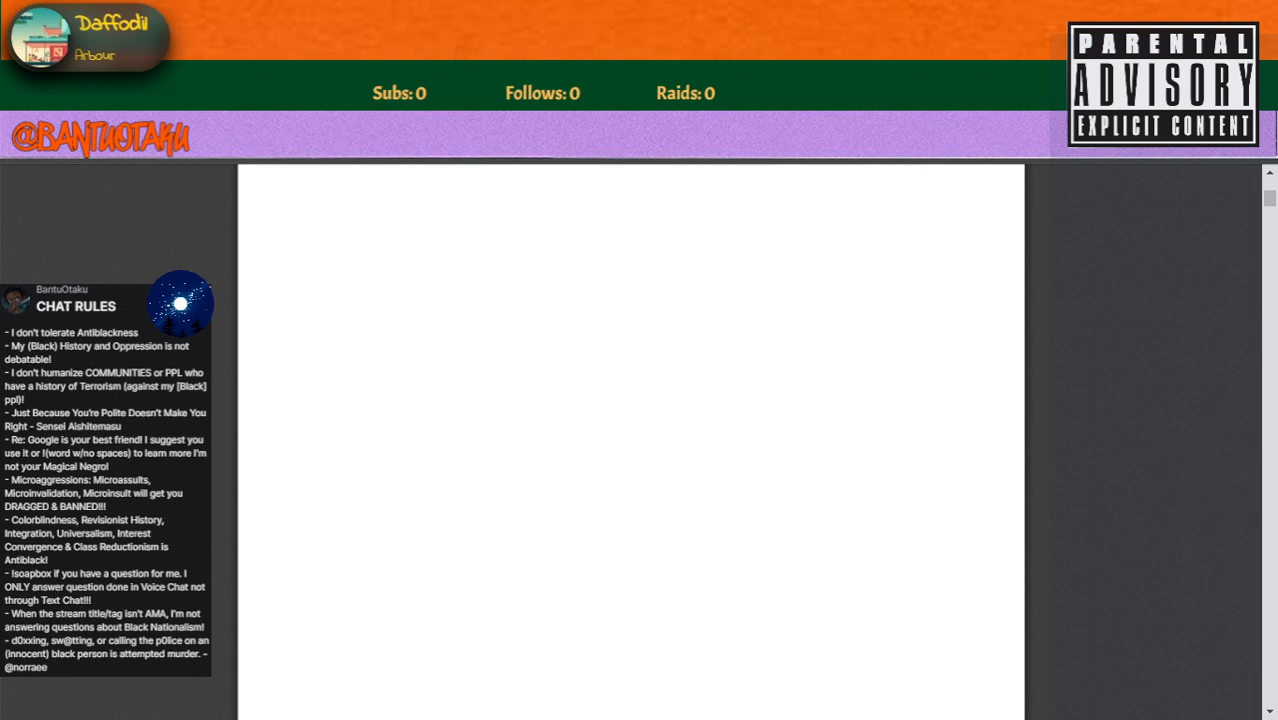 Daffodil
Arbour
Subs: 0
Follows: 0
Raids: 0
PARENTAL
ADVISORY
EXPLICIT CONTENT
@BANTUOTAKU
BantuOtaku
CHAT RULES
- I don't tolerate Antiblackness
- My (Black) History and Oppression is not
debatable!
- I don't humanize COMMUNITIES or PPL who
have a history of Terrorism (against my [Black]
ppl)!
- Just Because You're Polite Doesn't Make You
Right - Sensei Aishitemasu
- Re: Google is your best friend! I suggest you
use it or !(word w/no spaces) to learn more I'm
not your Magical Negro!
- Microaggressions: Microassults,
Microinvalidation, Microinsult will get you
DRAGGED & BANNED!!!
- Colorblindness, Revisionist History,
Integration, Universalism, Interest
Convergence & Class Reductionism is
Antiblack!
- !soapbox if you have a question for me. I
ONLY answer question done in Voice Chat not
through Text Chat!!!
- When the stream title/tag isn't AMA, I'm not
answering questions about Black Nationalism!
- d0xxing, sw@tting, or calling the p0lice on an
(innocent) black person is attempted murder. -
@norraee